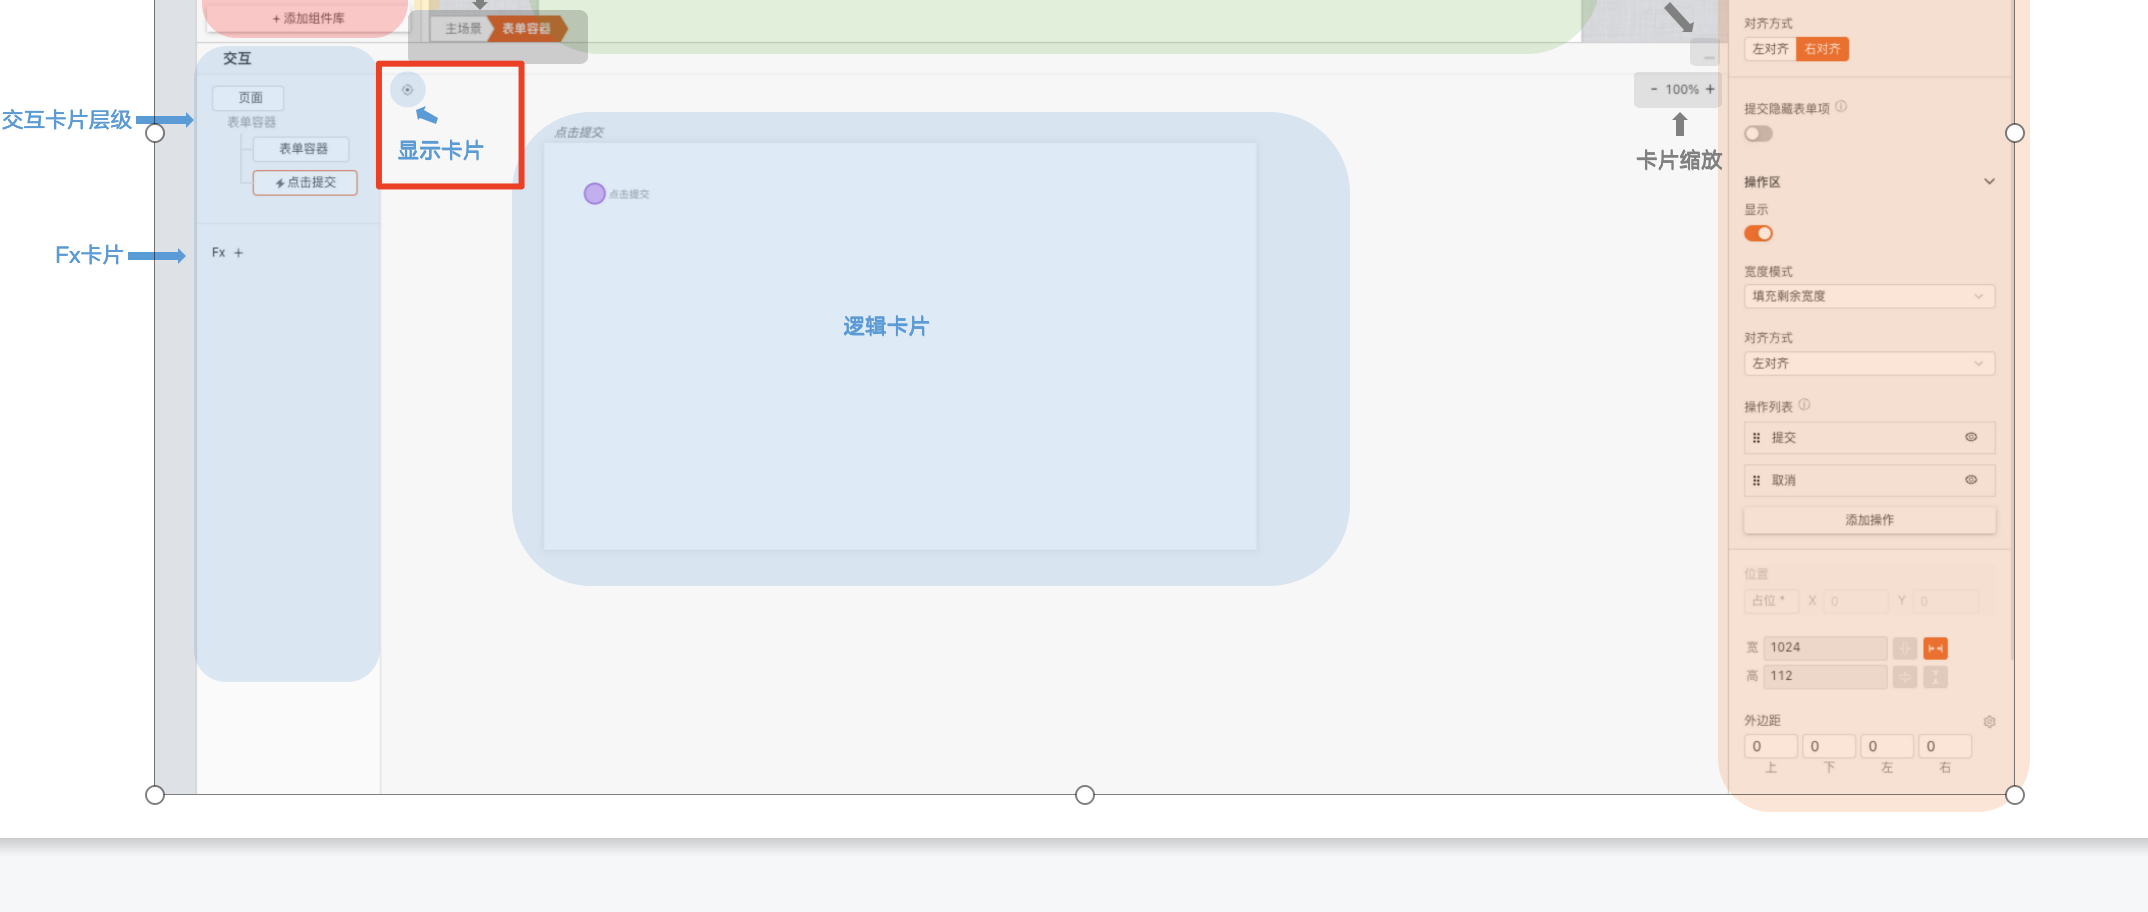 + 添加组件库
主场景
表单容器
交互
页面
表单容器
表单容器
点击提交
Fx +
交互卡片层级
Fx卡片
显示卡片
点击提交
点击提交
逻辑卡片
- 100% +
卡片缩放
对齐方式
左对齐
右对齐
提交隐藏表单项
操作区
显示
宽度模式
填充剩余宽度
对齐方式
左对齐
操作列表
提交
取消
添加操作
位置
占位 * X 0 Y 0
宽 1024
高 112
外边距
0 0 0 0
上 下 左 右